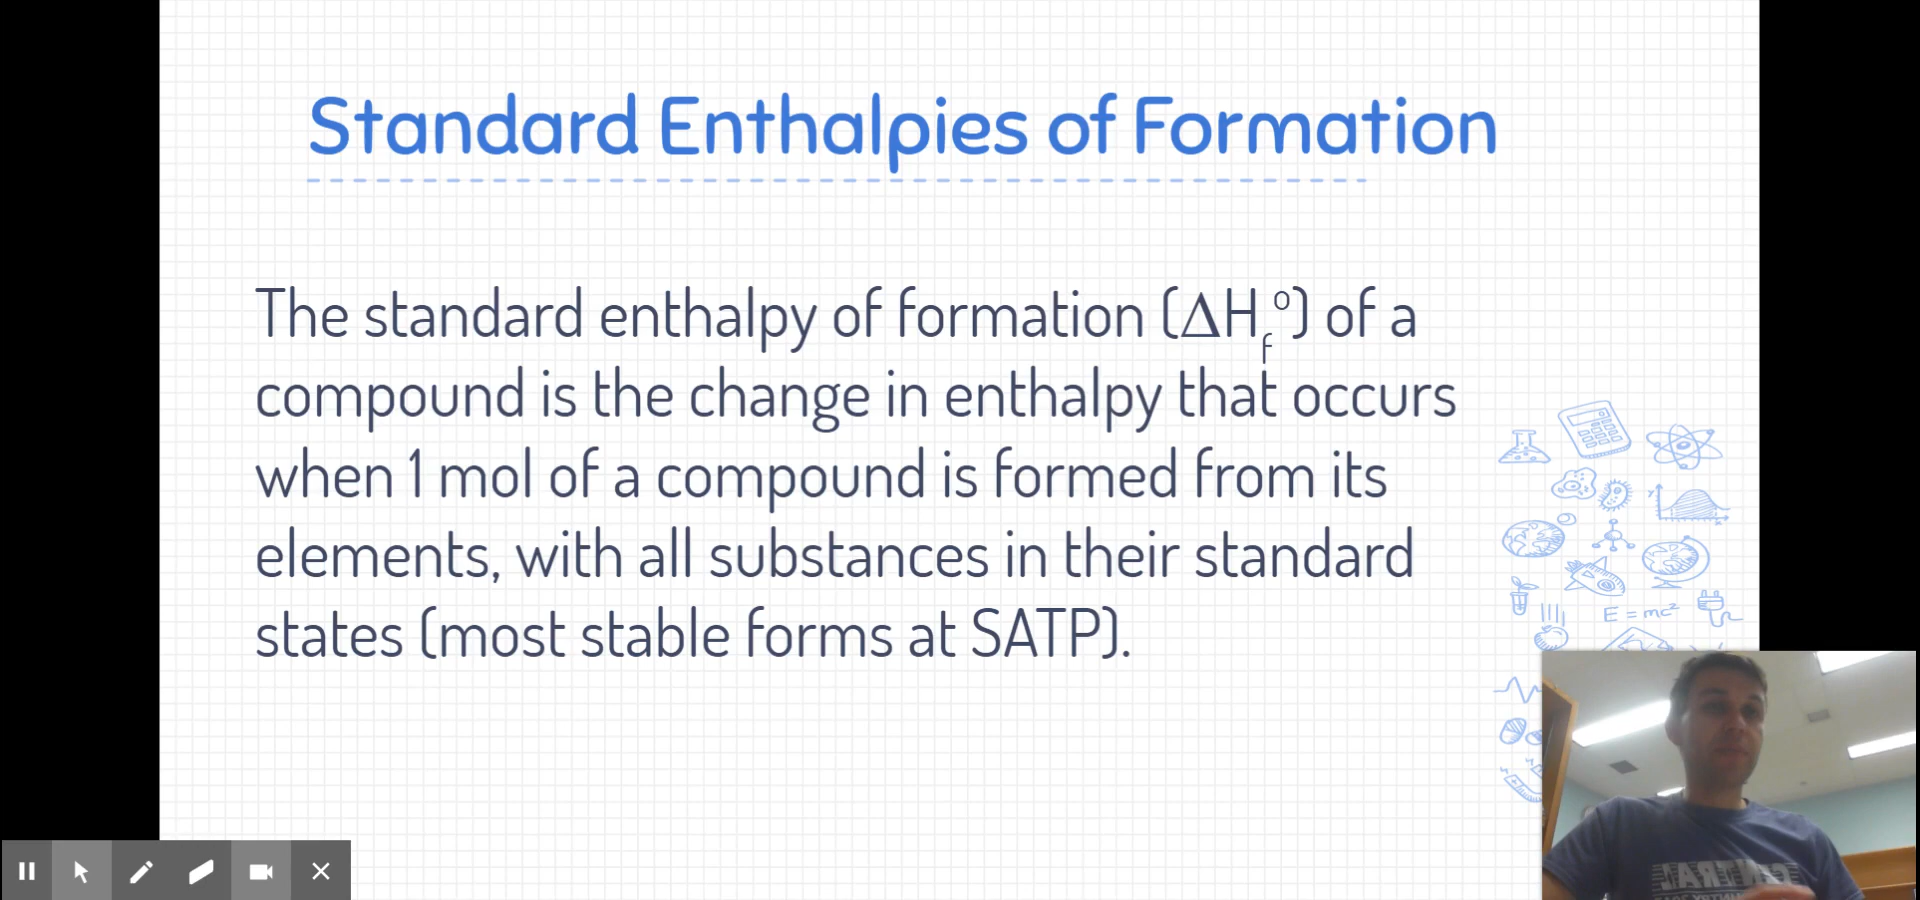 Standard Enthalpies of Formation
The standard enthalpy of formation (ΔHf°) of a
compound is the change in enthalpy that occurs
when 1 mol of a compound is formed from its
elements, with all substances in their standard
states (most stable forms at SATP).
E = mc²
CENTRAL